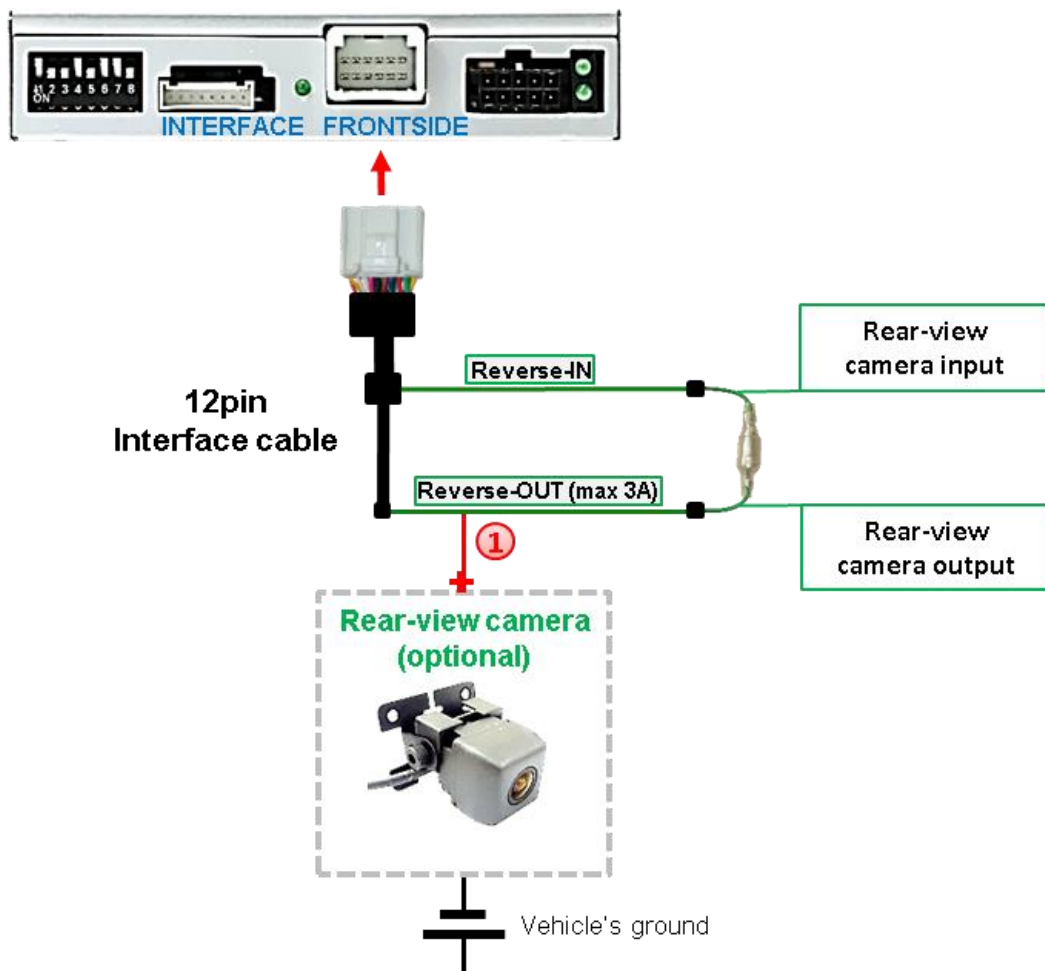 1 2 3 4 5 6 7 8
ON
INTERFACE FRONTSIDE
Rear-view
camera input
Reverse-IN
12pin
Interface cable
Reverse-OUT (max 3A)
1
Rear-view
camera output
+
Rear-view camera
(optional)
Vehicle's ground